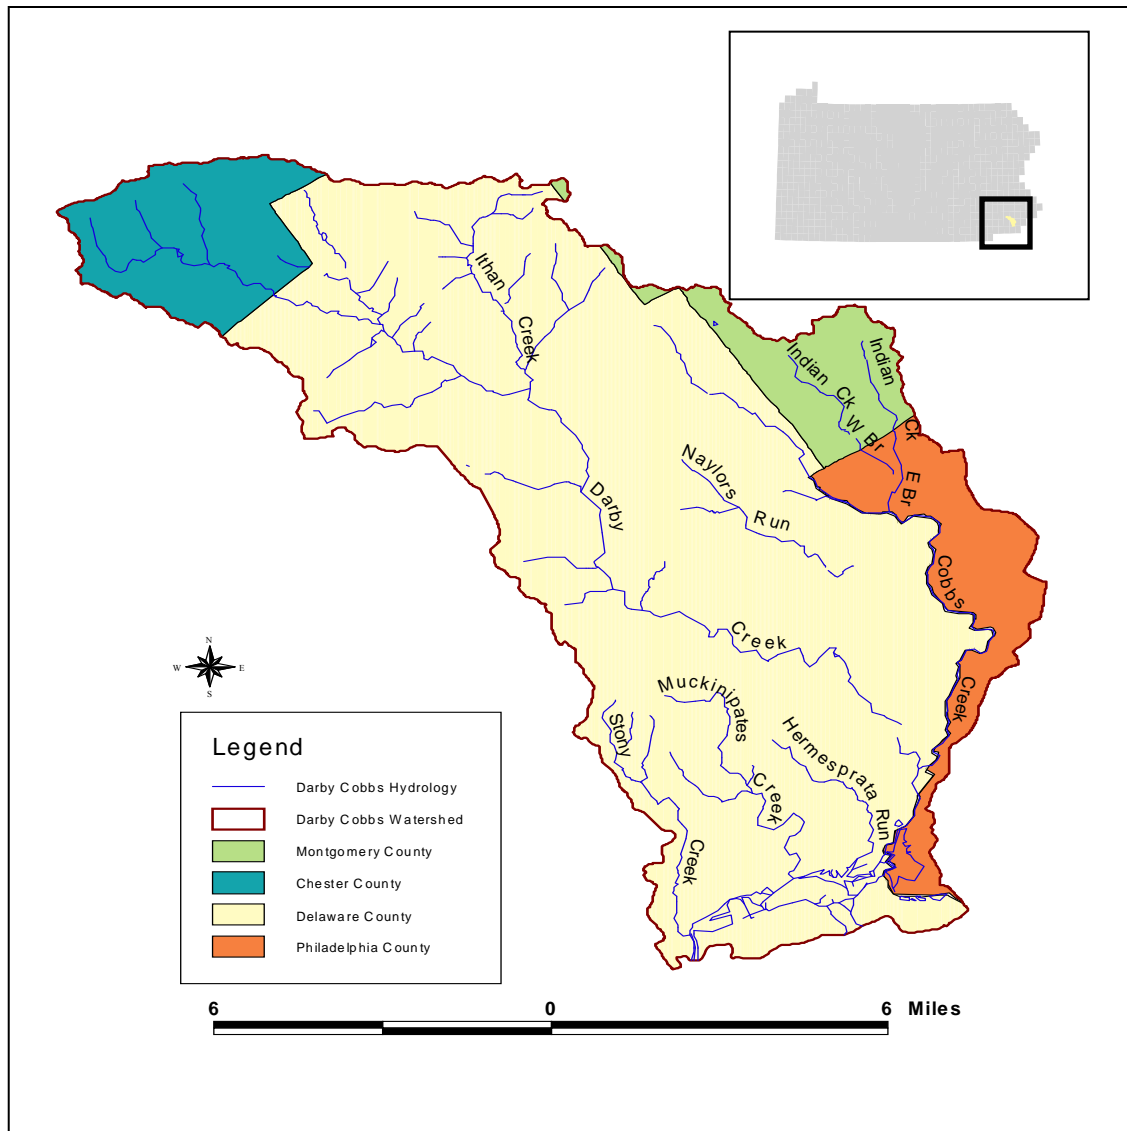 Ithan
Creek
Indian Ck W Br
Indian
Ck
E Br
Naylors
Run
Darby
Cobbs
Creek
Creek
Muckinipates
Creek
Hermesprata
Run
Stony
Creek
N
W E
S
Legend
Darby Cobbs Hydrology
Darby Cobbs Watershed
Montgomery County
Chester County
Delaware County
Philadelphia County
6 0 6 Miles